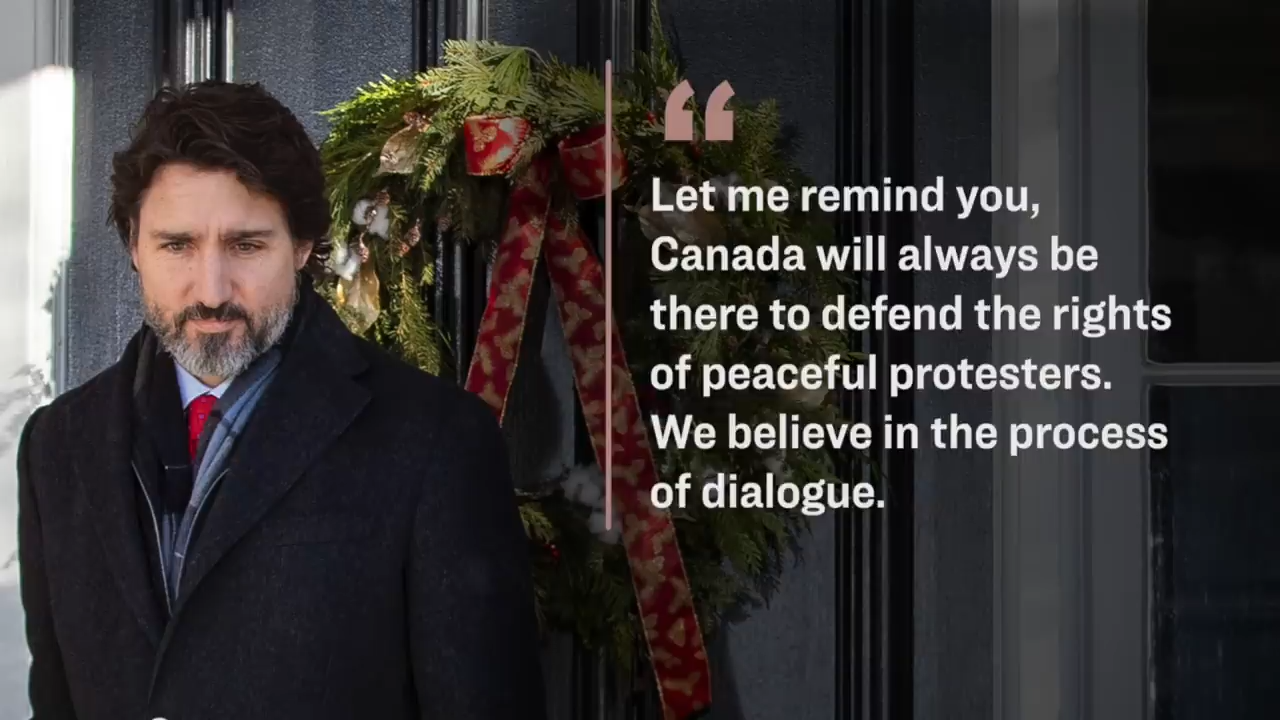 “
Let me remind you,
Canada will always be
there to defend the rights
of peaceful protesters.
We believe in the process
of dialogue.